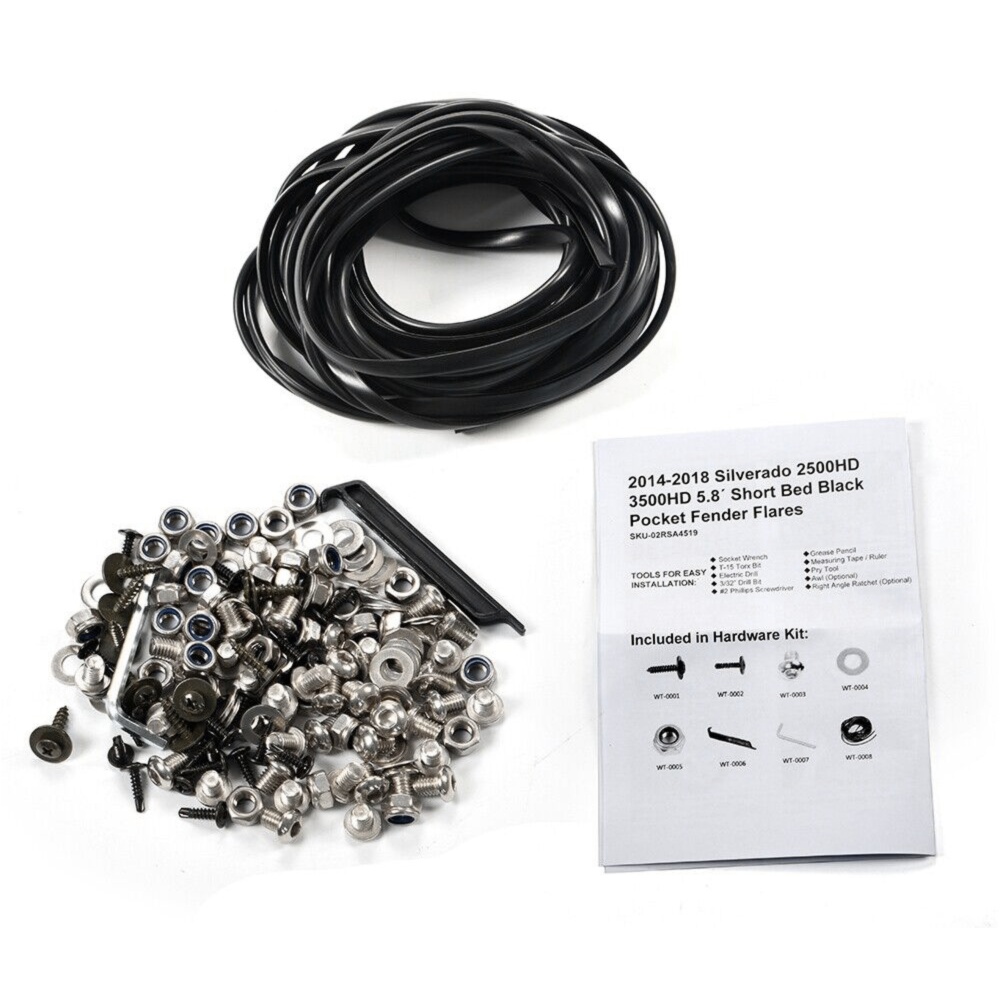 2014-2018 Silverado 2500HD
3500HD 5.8´ Short Bed Black
Pocket Fender Flares
SKU-02RSA4519
TOOLS FOR EASY
INSTALLATION:
◆ Socket Wrench
◆ T-15 Torx Bit
◆ Electric Drill
◆ 3/32" Drill Bit
◆ #2 Phillips Screwdriver
◆ Grease Pencil
◆ Measuring Tape / Ruler
◆ Pry Tool
◆ Awl (Optional)
◆ Right Angle Ratchet (Optional)
Included in Hardware Kit:
WT-0001 WT-0002 WT-0003 WT-0004
WT-0005 WT-0006 WT-0007 WT-0008